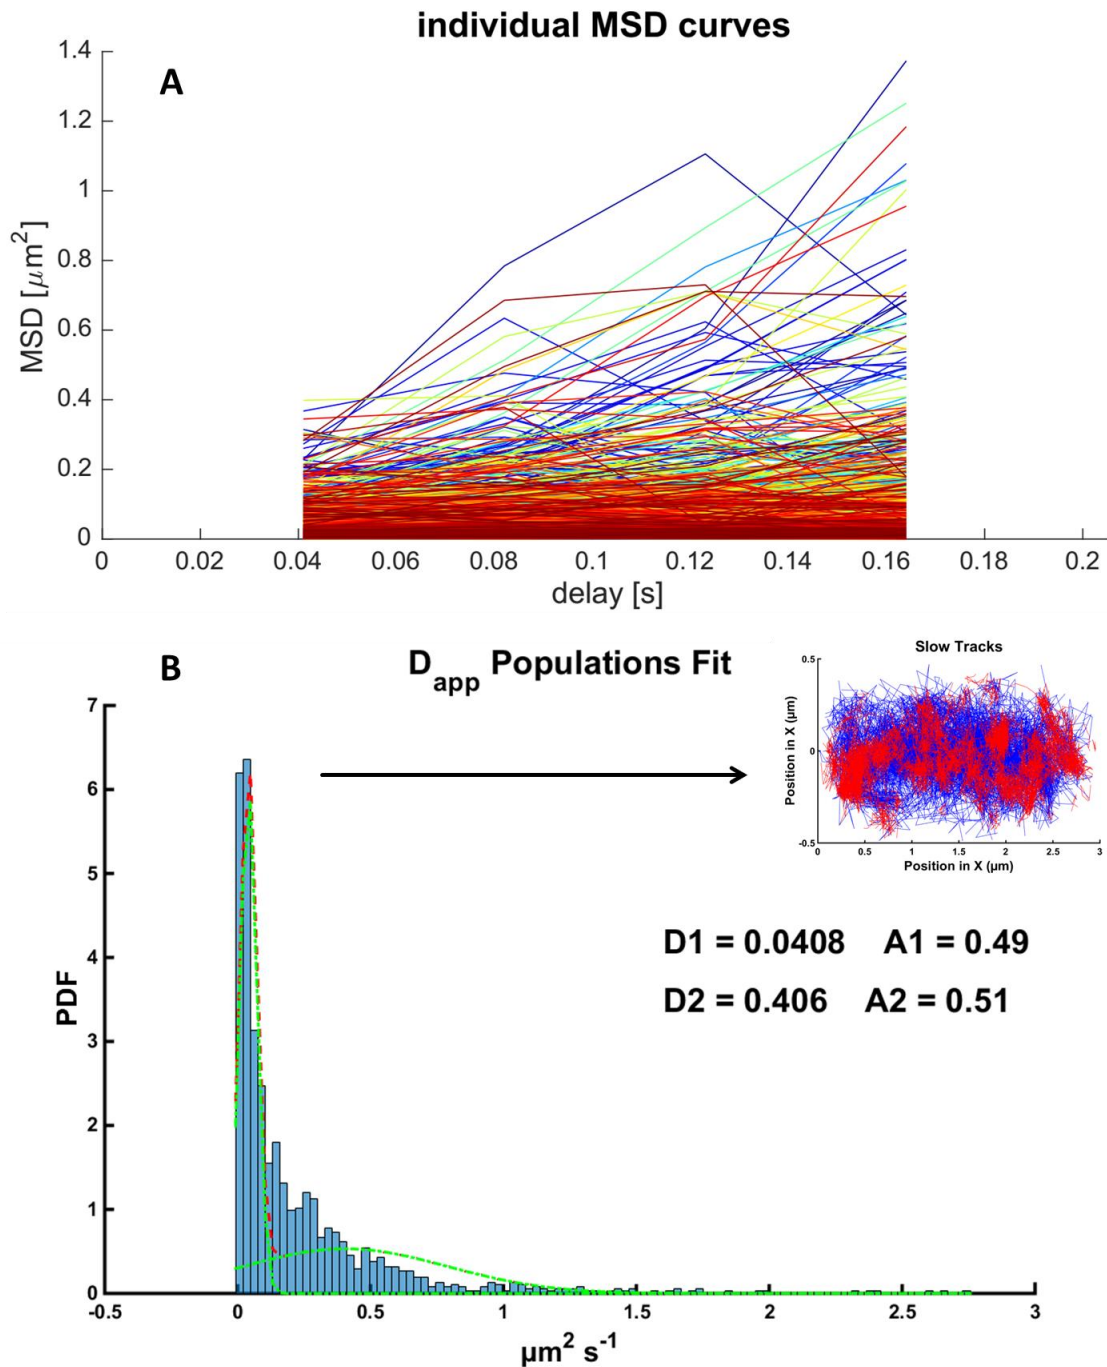 individual MSD curves
A
1.4
1.2
1
0.8
0.6
0.4
0.2
0
MSD [μm²]
0 0.02 0.04 0.06 0.08 0.1 0.12 0.14 0.16 0.18 0.2
delay [s]
B
D_app Populations Fit
Slow Tracks
0.5
0
-0.5
Position in X (μm)
0 0.5 1 1.5 2 2.5 3
Position in X (μm)
7
6
5
4
3
2
1
0
PDF
D1 = 0.0408 A1 = 0.49
D2 = 0.406 A2 = 0.51
-0.5 0 0.5 1 1.5 2 2.5 3
μm² s⁻¹